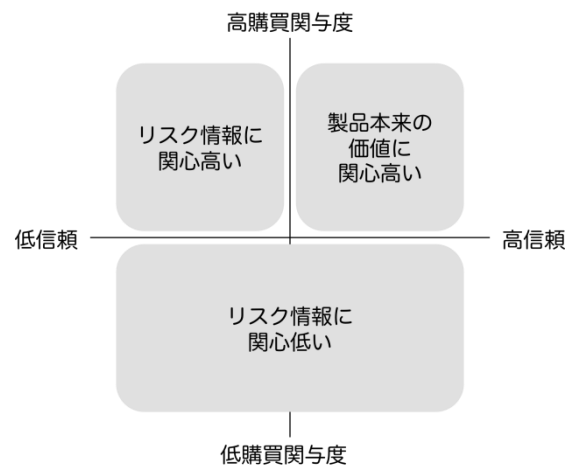 高購買関与度
リスク情報に
関心高い
製品本来の
価値に
関心高い
低信頼
高信頼
リスク情報に
関心低い
低購買関与度